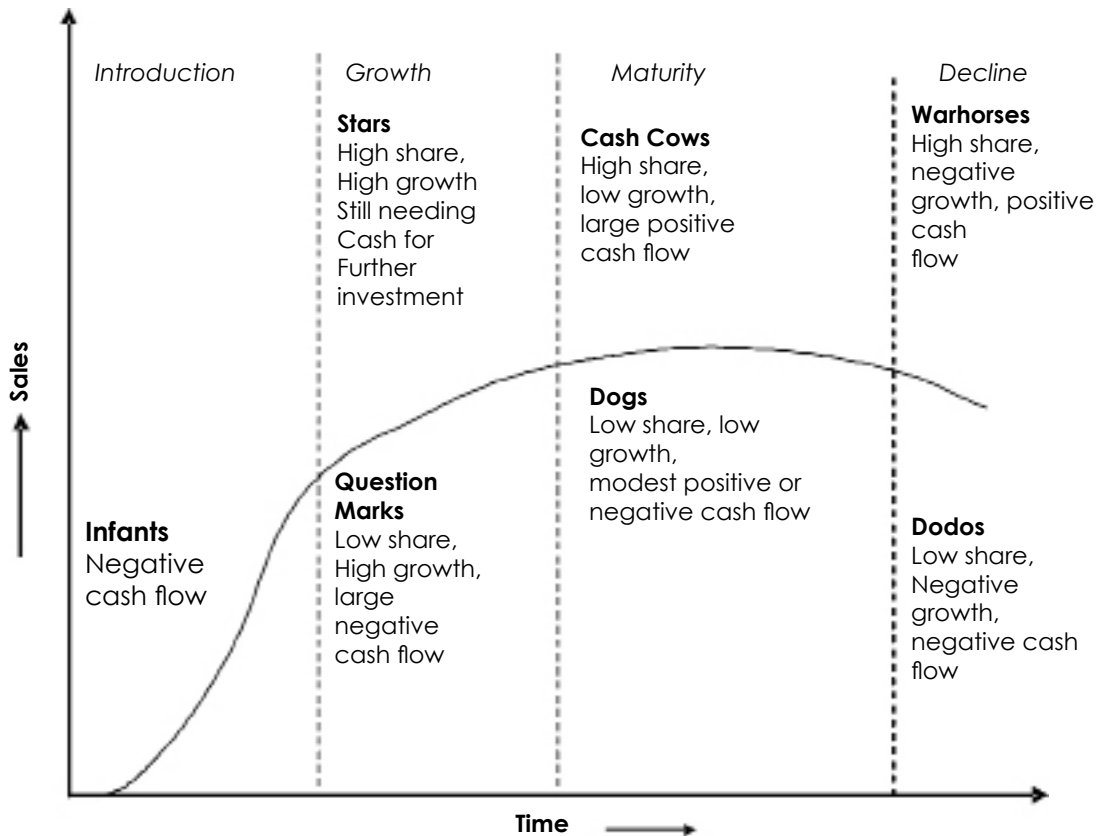 Introduction
Growth
Maturity
Decline
Stars
High share,
High growth
Still needing
Cash for
Further
investment
Cash Cows
High share,
low growth,
large positive
cash flow
Warhorses
High share,
negative
growth, positive
cash
flow
Sales
Infants
Negative
cash flow
Question
Marks
Low share,
High growth,
large
negative
cash flow
Dogs
Low share, low
growth,
modest positive or
negative cash flow
Dodos
Low share,
Negative
growth,
negative cash
flow
Time